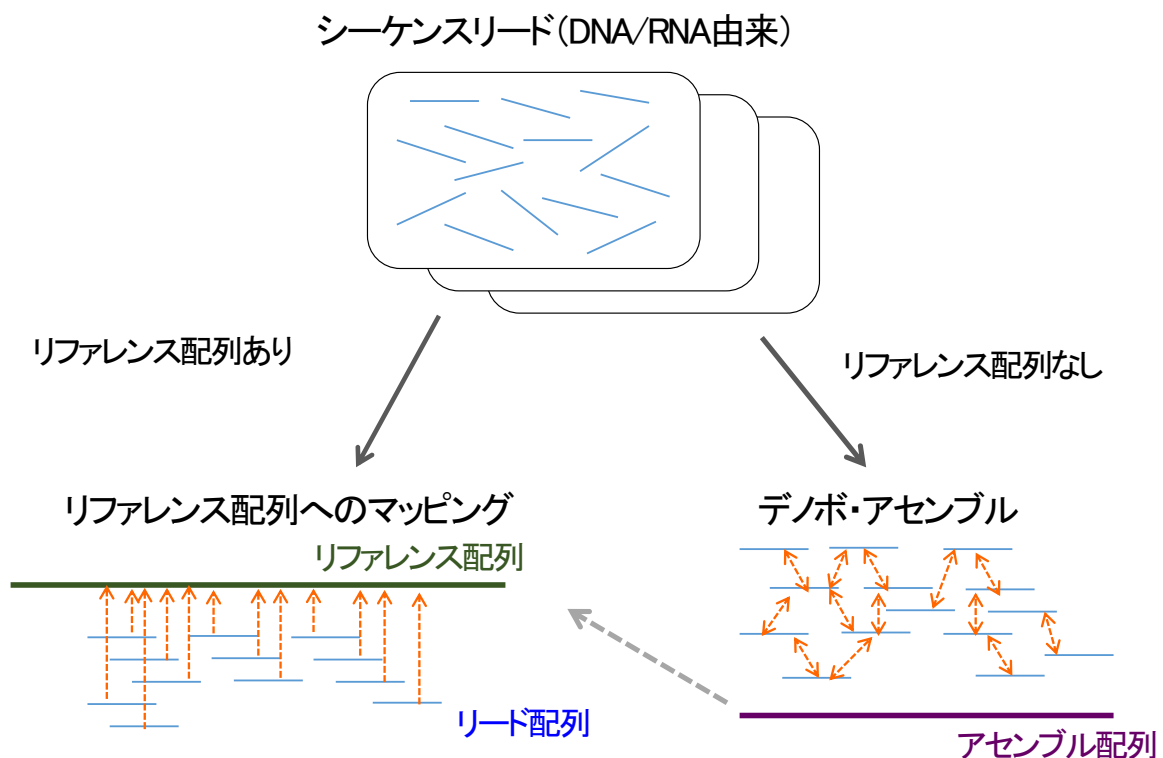 シーケンスリード(DNA/RNA由来)
リファレンス配列あり
リファレンス配列なし
リファレンス配列へのマッピング
デノボ・アセンブル
リファレンス配列
リード配列
アセンブル配列